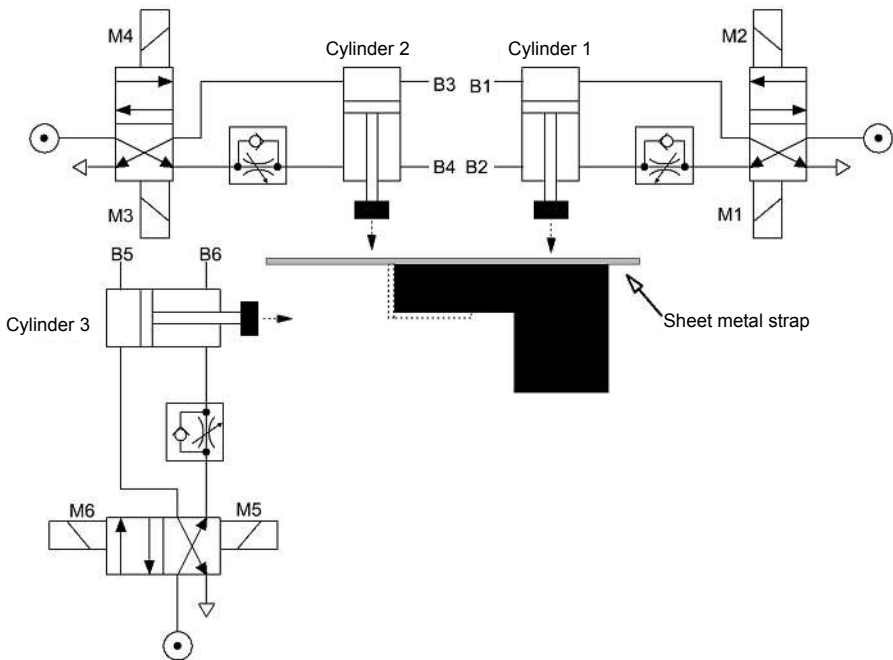 M4
Cylinder 2
Cylinder 1
M2
B3 B1
B4 B2
M3
M1
B5
B6
Cylinder 3
Sheet metal strap
M6
M5